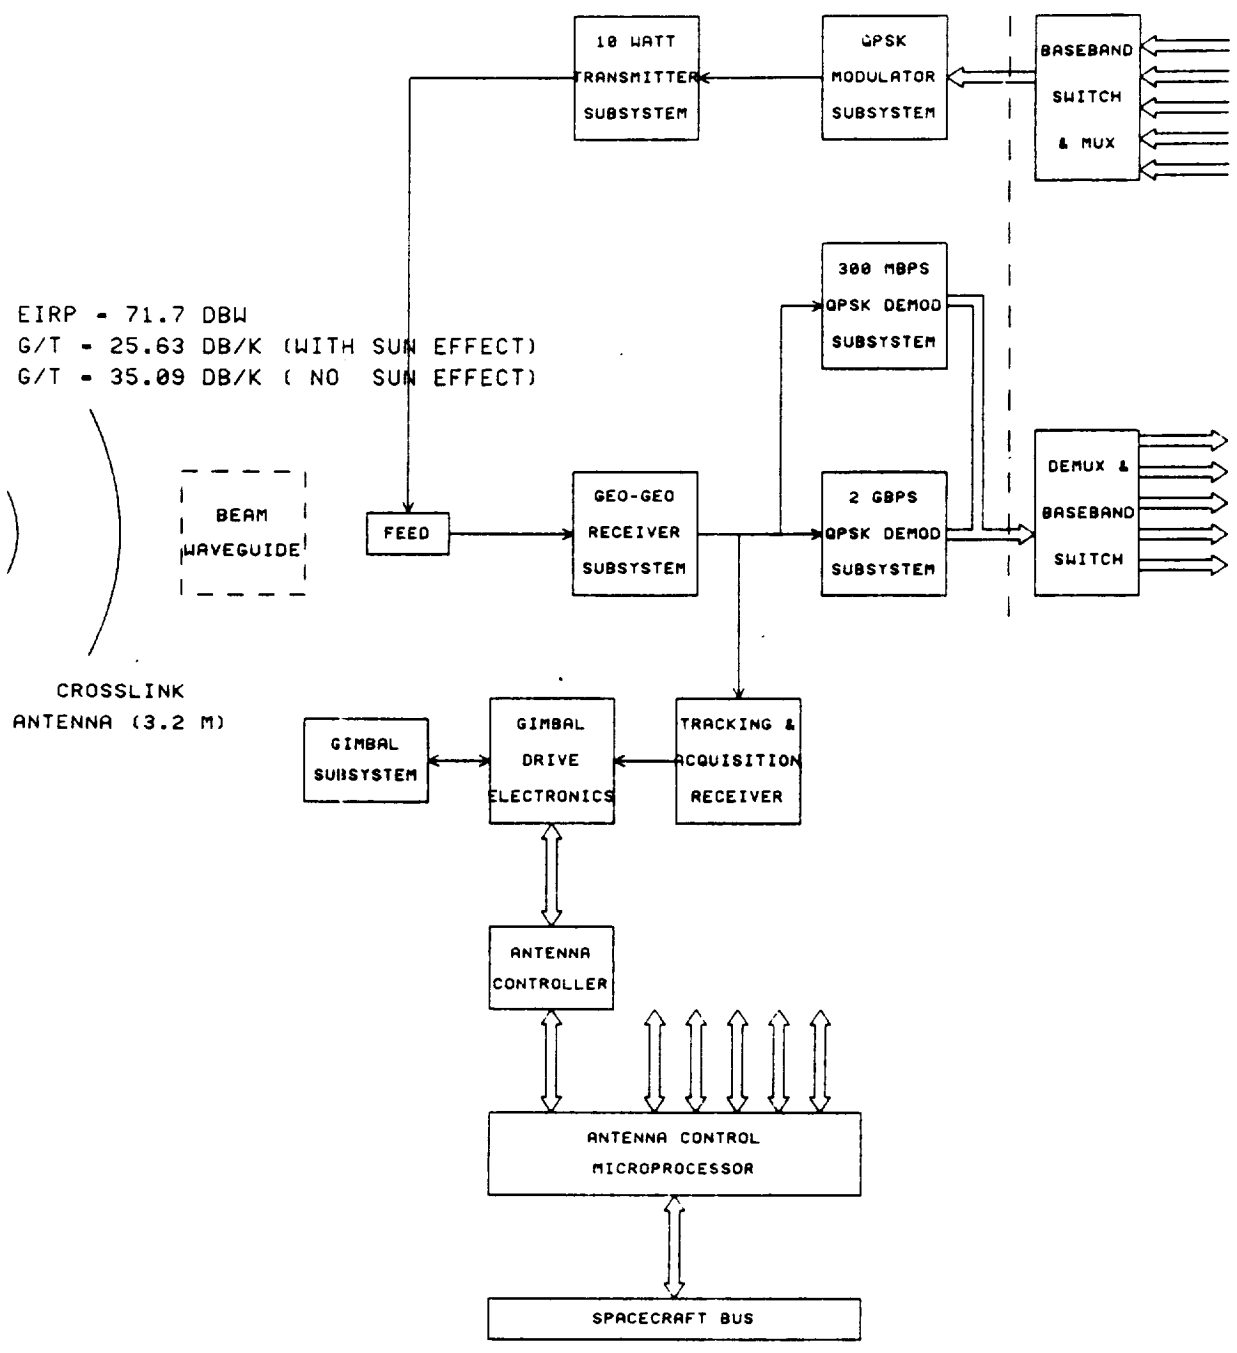 10 WATT
TRANSMITTER
SUBSYSTEM
QPSK
MODULATOR
SUBSYSTEM
BASEBAND
SWITCH
& MUX
300 MBPS
QPSK DEMOD
SUBSYSTEM
EIRP = 71.7 DBW
G/T = 25.63 DB/K (WITH SUN EFFECT)
G/T = 35.09 DB/K ( NO SUN EFFECT)
BEAM
WAVEGUIDE
FEED
GEO-GEO
RECEIVER
SUBSYSTEM
2 GBPS
QPSK DEMOD
SUBSYSTEM
DEMUX &
BASEBAND
SWITCH
CROSSLINK
ANTENNA (3.2 M)
GIMBAL
SUBSYSTEM
GIMBAL
DRIVE
ELECTRONICS
TRACKING &
ACQUISITION
RECEIVER
ANTENNA
CONTROLLER
ANTENNA CONTROL
MICROPROCESSOR
SPACECRAFT BUS